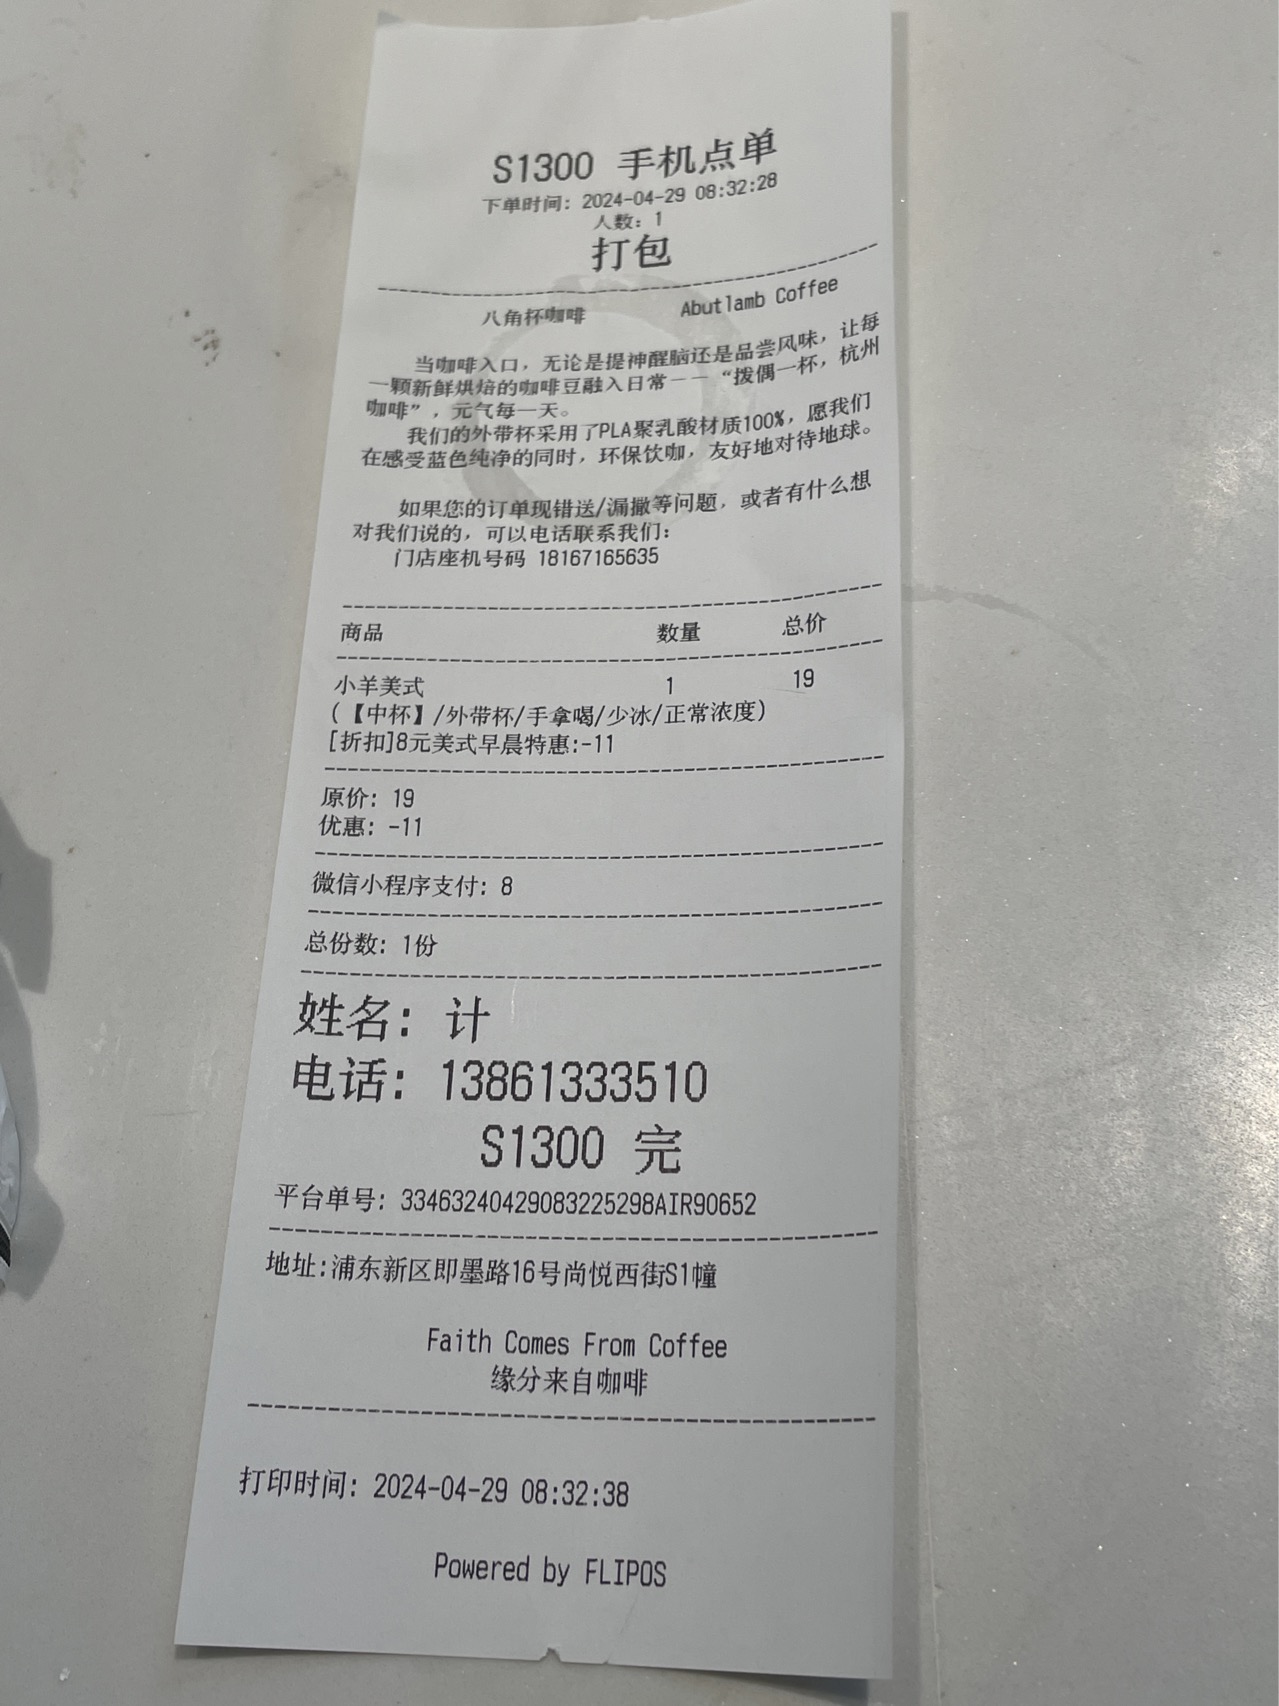 S1300 手机点单
下单时间: 2024-04-29 08:32:28
人数: 1
打包
八角杯咖啡 Abutlamb Coffee
当咖啡入口，无论是提神醒脑还是品尝风味，让每
一颗新鲜烘焙的咖啡豆融入日常——“拨偶一杯，杭州
咖啡”，元气每一天。
我们的外带杯采用了PLA聚乳酸材质100%，愿我们
在感受蓝色纯净的同时，环保饮咖，友好地对待地球。
如果您的订单现错送/漏撒等问题，或者有什么想
对我们说的，可以电话联系我们：
门店座机号码 18167165635
商品 数量 总价
小羊美式 1 19
(【中杯】/外带杯/手拿喝/少冰/正常浓度)
[折扣]8元美式早晨特惠:-11
原价: 19
优惠: -11
微信小程序支付: 8
总份数: 1份
姓名: 计
电话: 13861333510
S1300 完
平台单号: 33463240429083225298AIR90652
地址:浦东新区即墨路16号尚悦西街S1幢
Faith Comes From Coffee
缘分来自咖啡
打印时间: 2024-04-29 08:32:38
Powered by FLIPOS